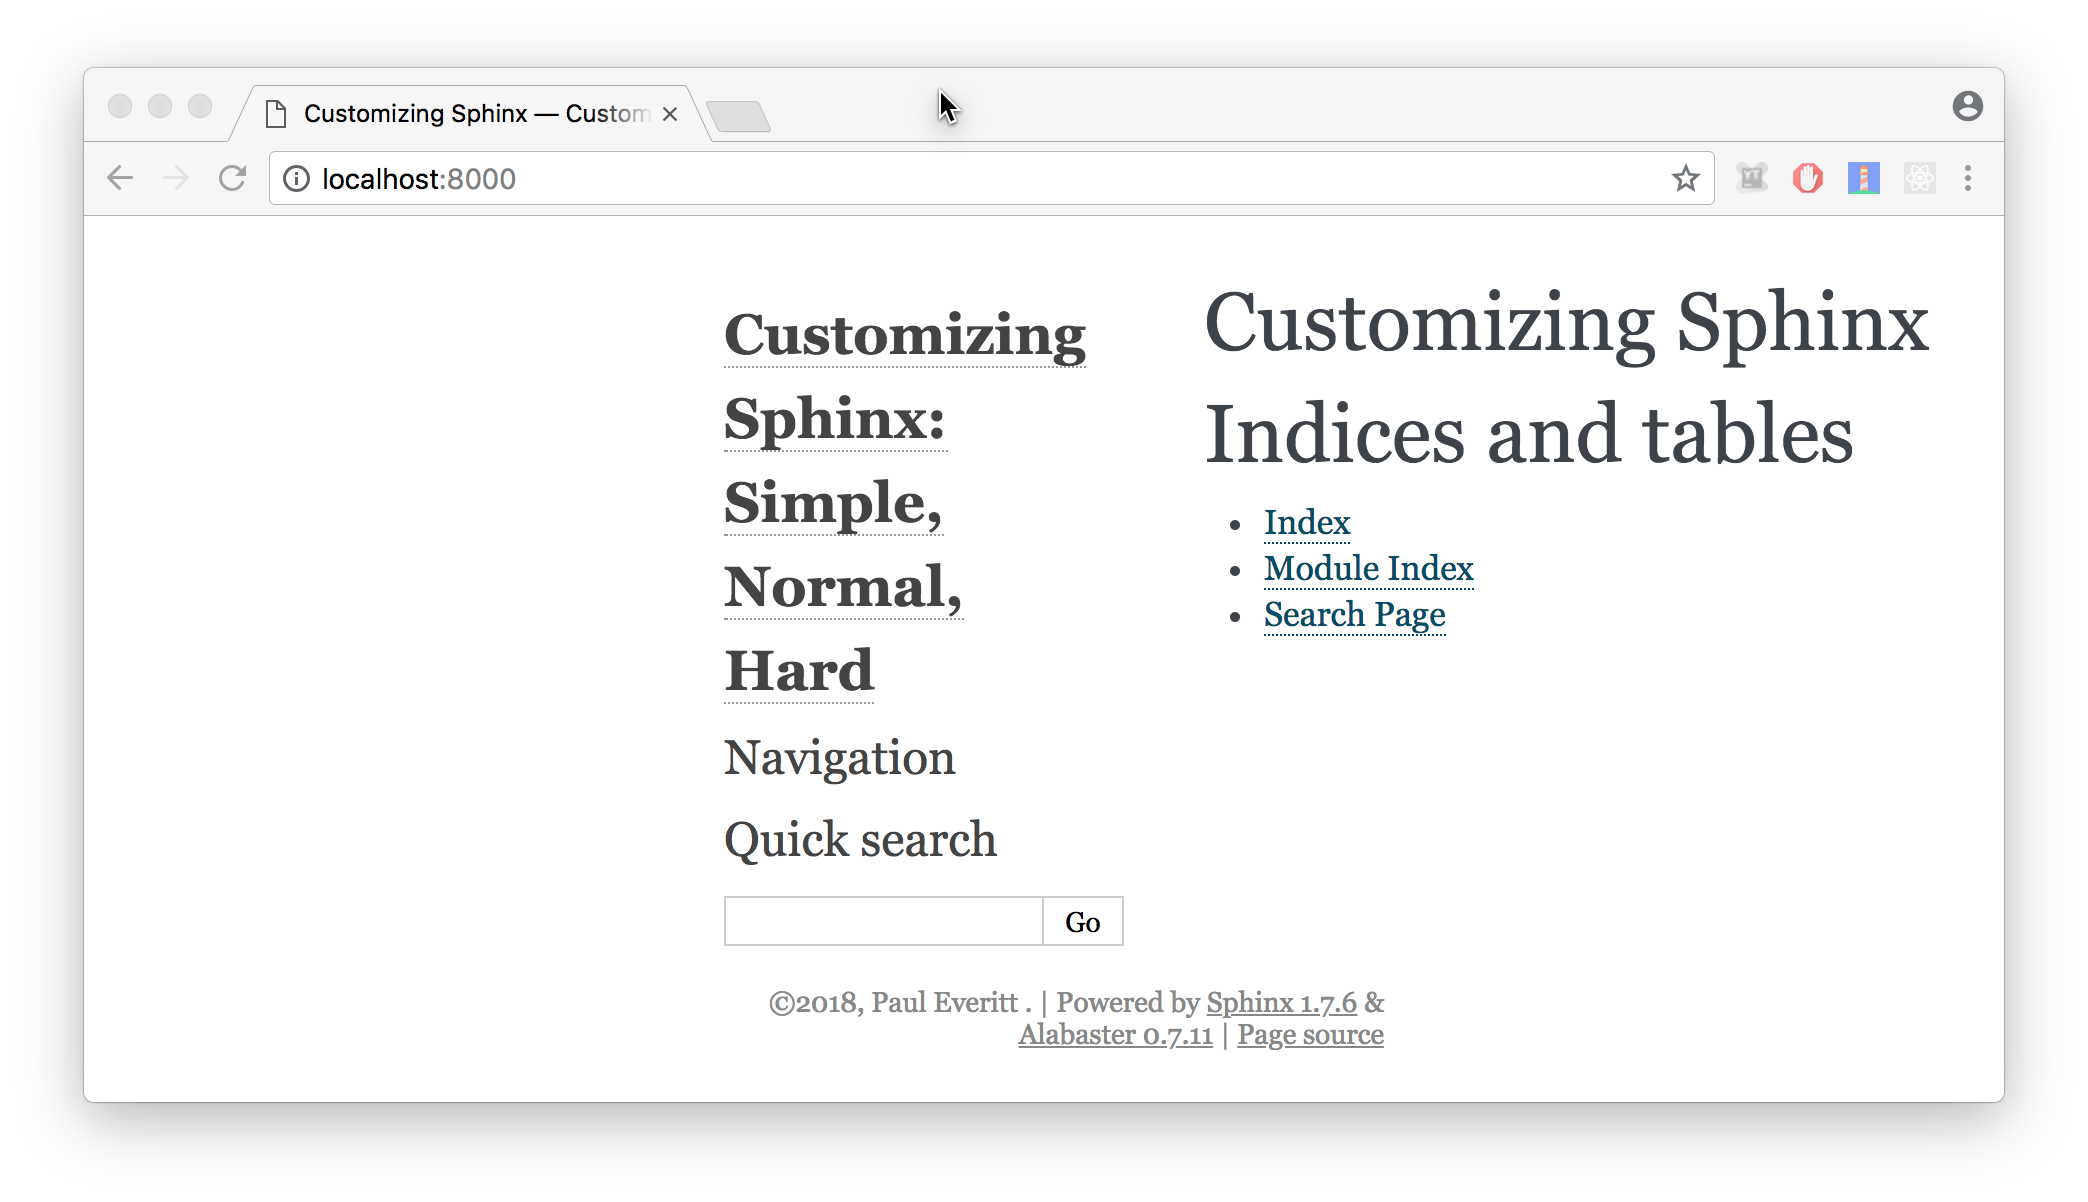 Customizing Sphinx — Custom
localhost:8000
Customizing
Sphinx:
Simple,
Normal,
Hard
Navigation
Quick search
Go
Customizing Sphinx
Indices and tables
Index
Module Index
Search Page
©2018, Paul Everitt . | Powered by Sphinx 1.7.6 &
Alabaster 0.7.11 | Page source